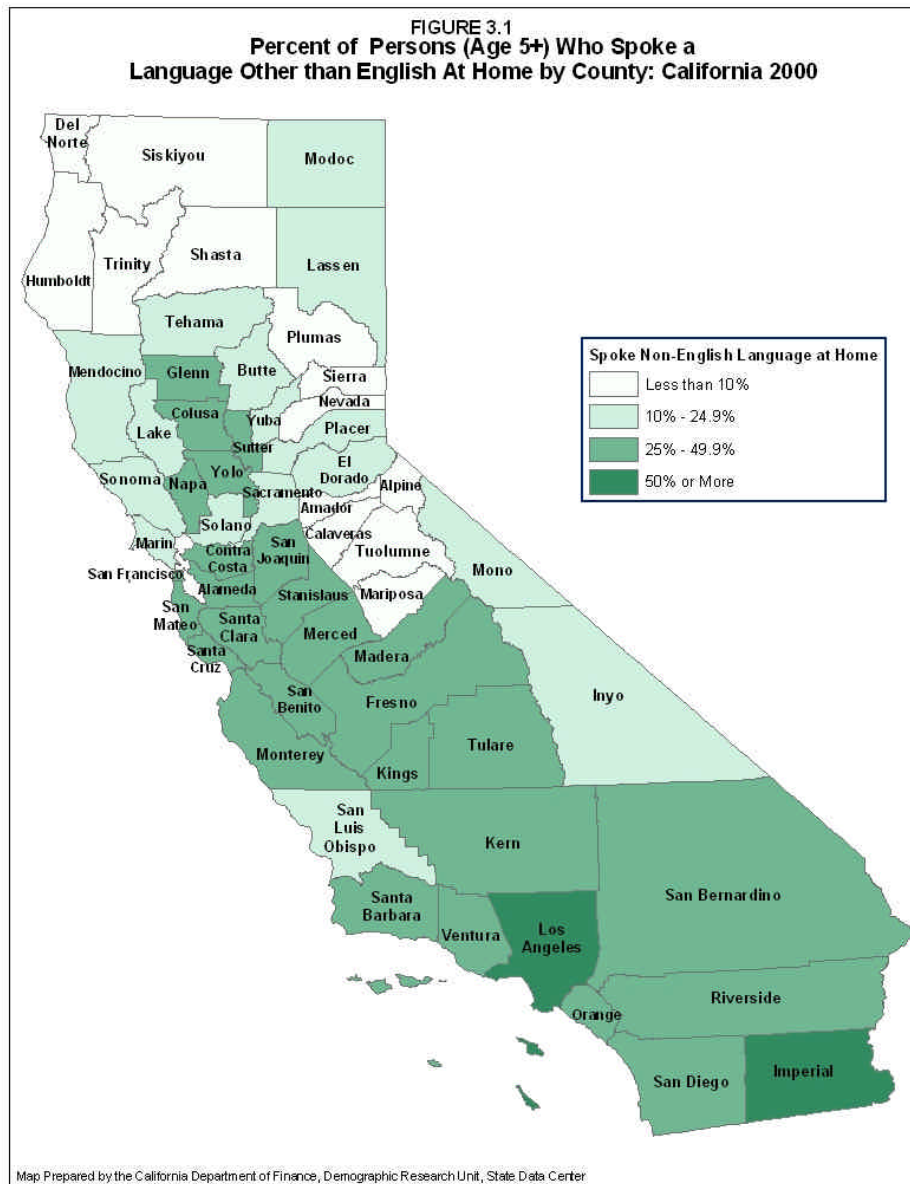 FIGURE 3.1
Percent of Persons (Age 5+) Who Spoke a
Language Other than English At Home by County: California 2000
Del
Norte
Siskiyou
Modoc
Humboldt
Trinity
Shasta
Lassen
Tehama
Plumas
Mendocino
Glenn
Butte
Sierra
Nevada
Colusa
Lake
Yuba
Placer
Sutter
Sonoma
Napa
Yolo
El
Dorado
Sacramento
Alpine
Amador
Solano
Marin
Calaveras
San
Joaquin
Contra
Costa
Tuolumne
Mono
San Francisco
Alameda
Stanislaus
Mariposa
San
Mateo
Santa
Clara
Merced
Santa
Cruz
Madera
San
Benito
Fresno
Inyo
Monterey
Kings
Tulare
San
Luis
Obispo
Kern
San Bernardino
Santa
Barbara
Ventura
Los
Angeles
Orange
Riverside
San Diego
Imperial
Spoke Non-English Language at Home
Less than 10%
10% - 24.9%
25% - 49.9%
50% or More
Map Prepared by the California Department of Finance, Demographic Research Unit, State Data Center